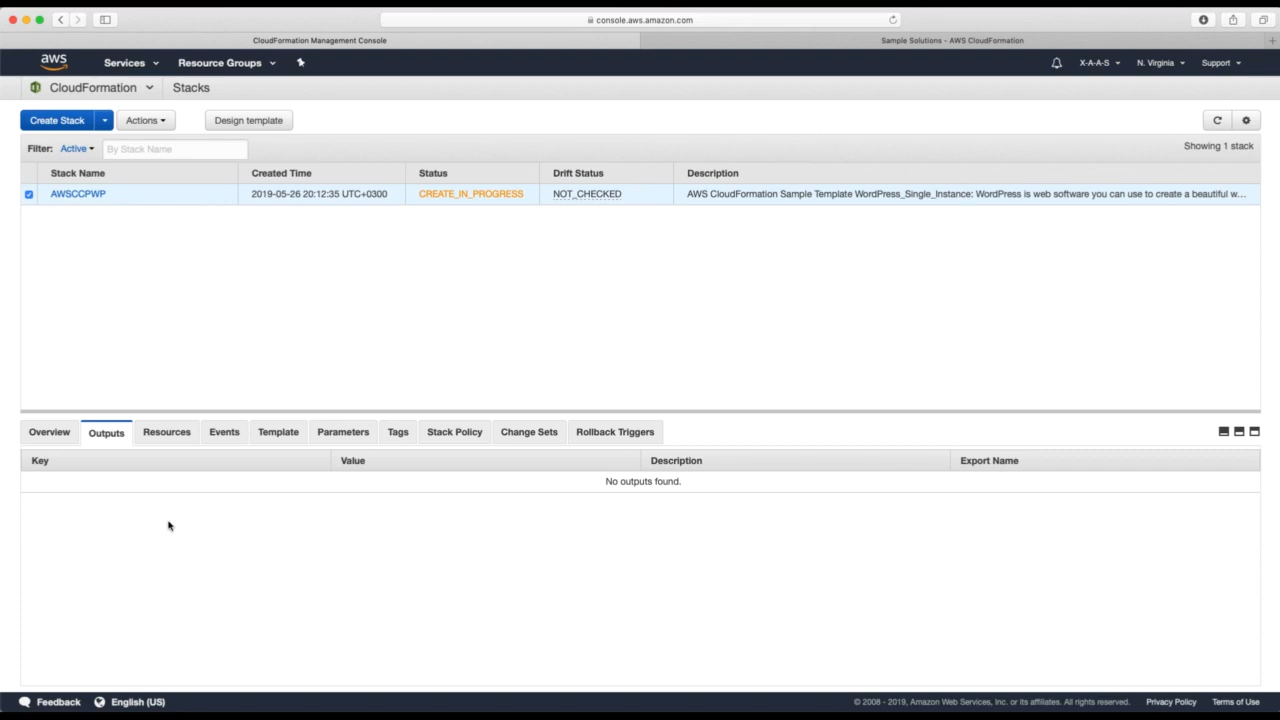 console.aws.amazon.com
CloudFormation Management Console
Sample Solutions - AWS CloudFormation
aws
Services
Resource Groups
X-A-A-S
N. Virginia
Support
CloudFormation
Stacks
Create Stack
Actions
Design template
Filter: Active
By Stack Name
Showing 1 stack
Stack Name Created Time Status Drift Status Description
AWSCCPWP 2019-05-26 20:12:35 UTC+0300 CREATE_IN_PROGRESS NOT_CHECKED AWS CloudFormation Sample Template WordPress_Single_Instance: WordPress is web software you can use to create a beautiful w...
Overview Outputs Resources Events Template Parameters Tags Stack Policy Change Sets Rollback Triggers
Key Value Description Export Name
No outputs found.
Feedback
English (US)
© 2008 - 2019, Amazon Web Services, Inc. or its affiliates. All rights reserved.
Privacy Policy
Terms of Use